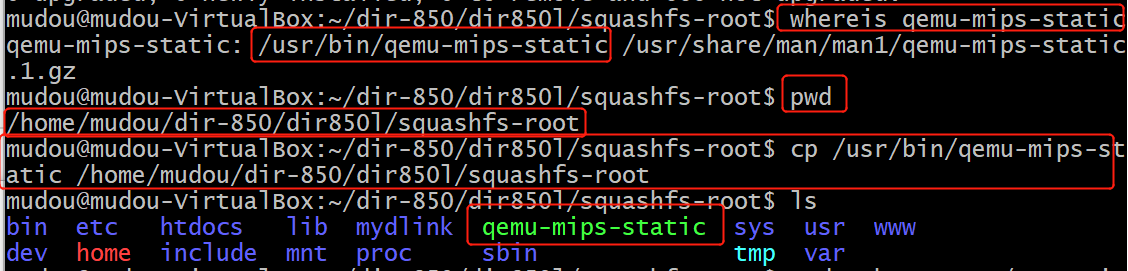 mudou@mudou-VirtualBox:~/dir-850/dir850l/squashfs-root$ whereis qemu-mips-static
qemu-mips-static: /usr/bin/qemu-mips-static /usr/share/man/man1/qemu-mips-static
.1.gz
mudou@mudou-VirtualBox:~/dir-850/dir850l/squashfs-root$ pwd
/home/mudou/dir-850/dir850l/squashfs-root
mudou@mudou-VirtualBox:~/dir-850/dir850l/squashfs-root$ cp /usr/bin/qemu-mips-st
atic /home/mudou/dir-850/dir850l/squashfs-root
mudou@mudou-VirtualBox:~/dir-850/dir850l/squashfs-root$ ls
bin etc htdocs lib mydlink qemu-mips-static sys usr www
dev home include mnt proc sbin tmp var